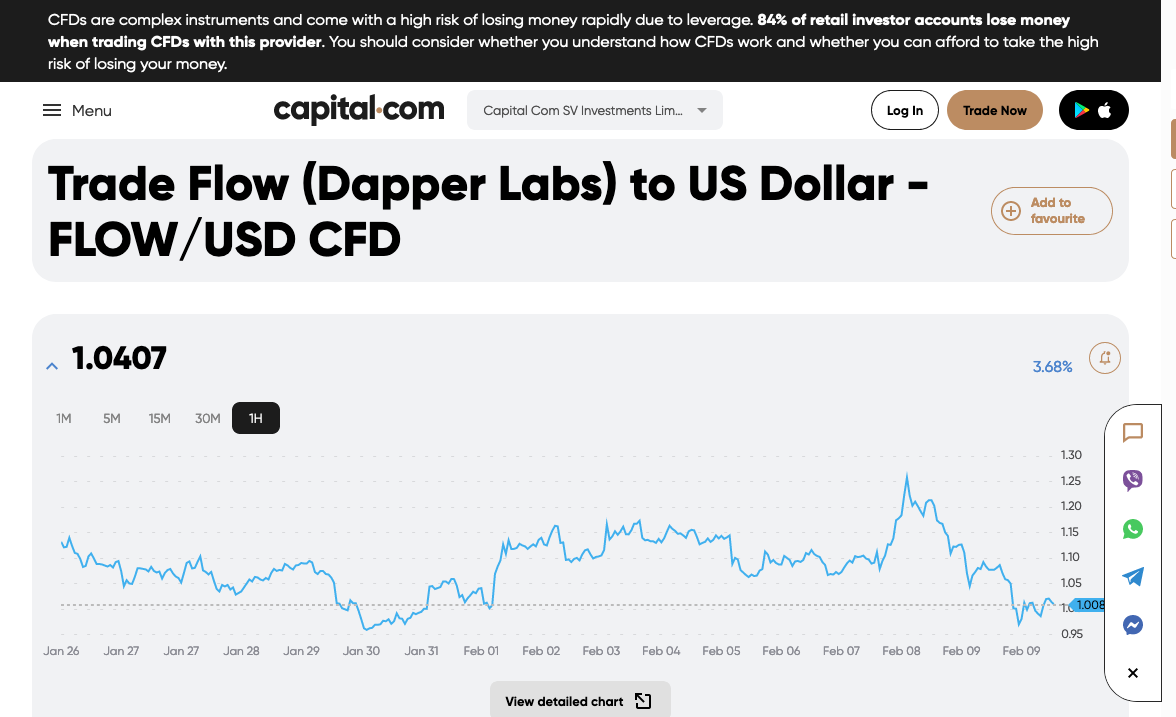 CFDs are complex instruments and come with a high risk of losing money rapidly due to leverage. 84% of retail investor accounts lose money
when trading CFDs with this provider. You should consider whether you understand how CFDs work and whether you can afford to take the high
risk of losing your money.
Menu
capital.com
Capital Com SV Investments Lim...
Log In
Trade Now
Trade Flow (Dapper Labs) to US Dollar -
FLOW/USD CFD
Add to
favourite
1.0407
3.68%
1M 5M 15M 30M 1H
1.30
1.25
1.20
1.15
1.10
1.05
1.008
0.95
Jan 26 Jan 27 Jan 27 Jan 28 Jan 29 Jan 30 Jan 31 Feb 01 Feb 02 Feb 03 Feb 04 Feb 05 Feb 06 Feb 07 Feb 08 Feb 09 Feb 09
View detailed chart